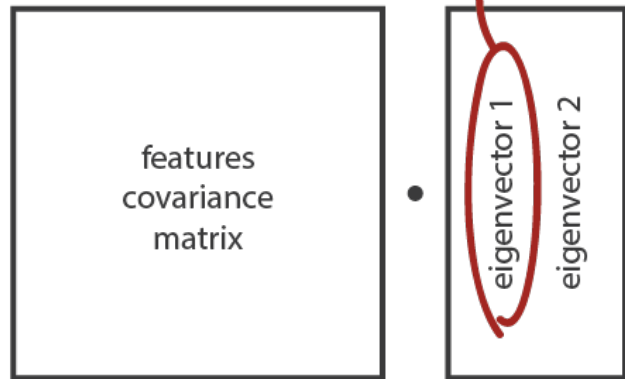 features
covariance
matrix
•
eigenvector 1
eigenvector 2